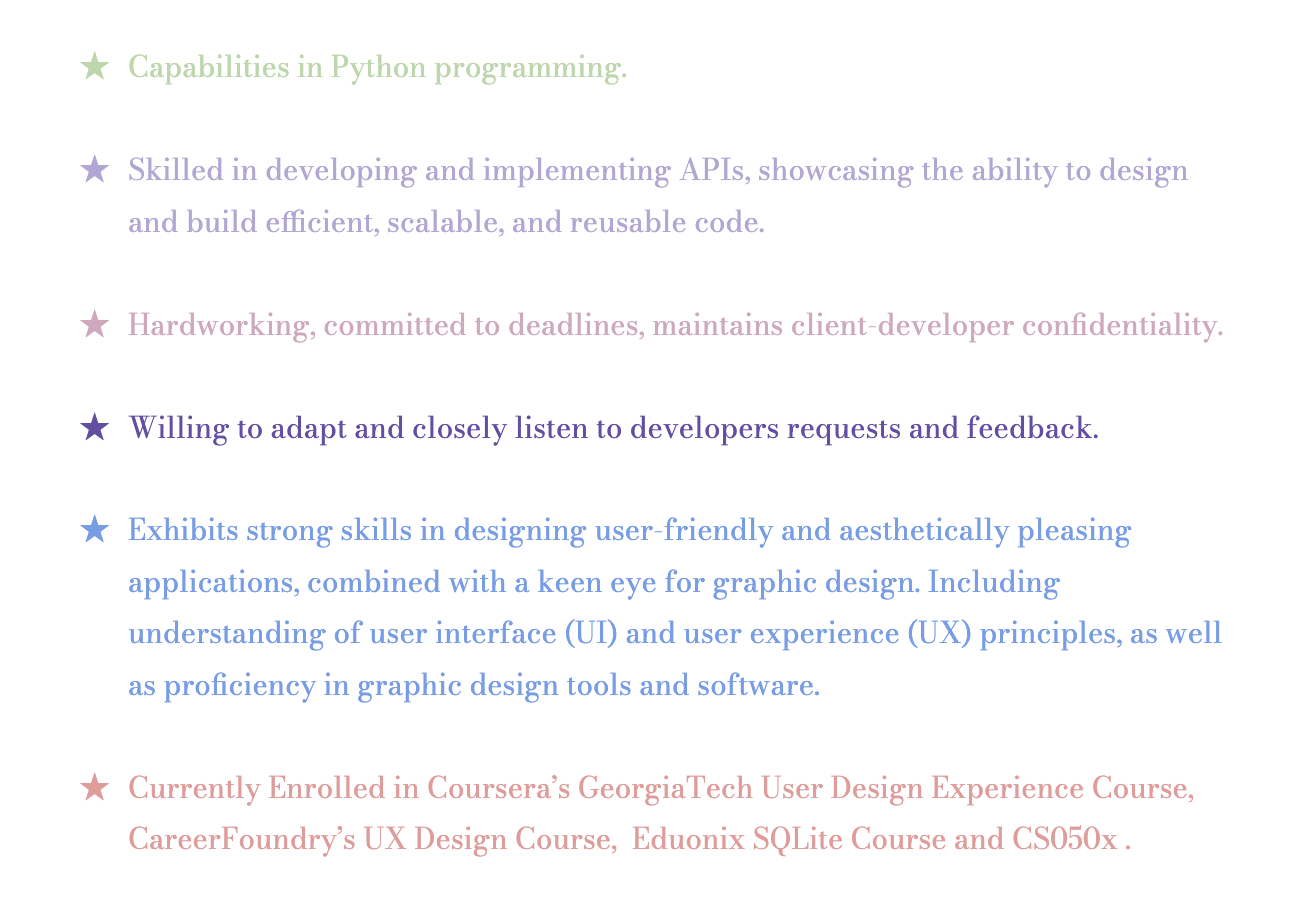 ★ Capabilities in Python programming.
★ Skilled in developing and implementing APIs, showcasing the ability to design
and build efficient, scalable, and reusable code.
★ Hardworking, committed to deadlines, maintains client-developer confidentiality.
★ Willing to adapt and closely listen to developers requests and feedback.
★ Exhibits strong skills in designing user-friendly and aesthetically pleasing
applications, combined with a keen eye for graphic design. Including
understanding of user interface (UI) and user experience (UX) principles, as well
as proficiency in graphic design tools and software.
★ Currently Enrolled in Coursera’s GeorgiaTech User Design Experience Course,
CareerFoundry’s UX Design Course,  Eduonix SQLite Course and CS050x .